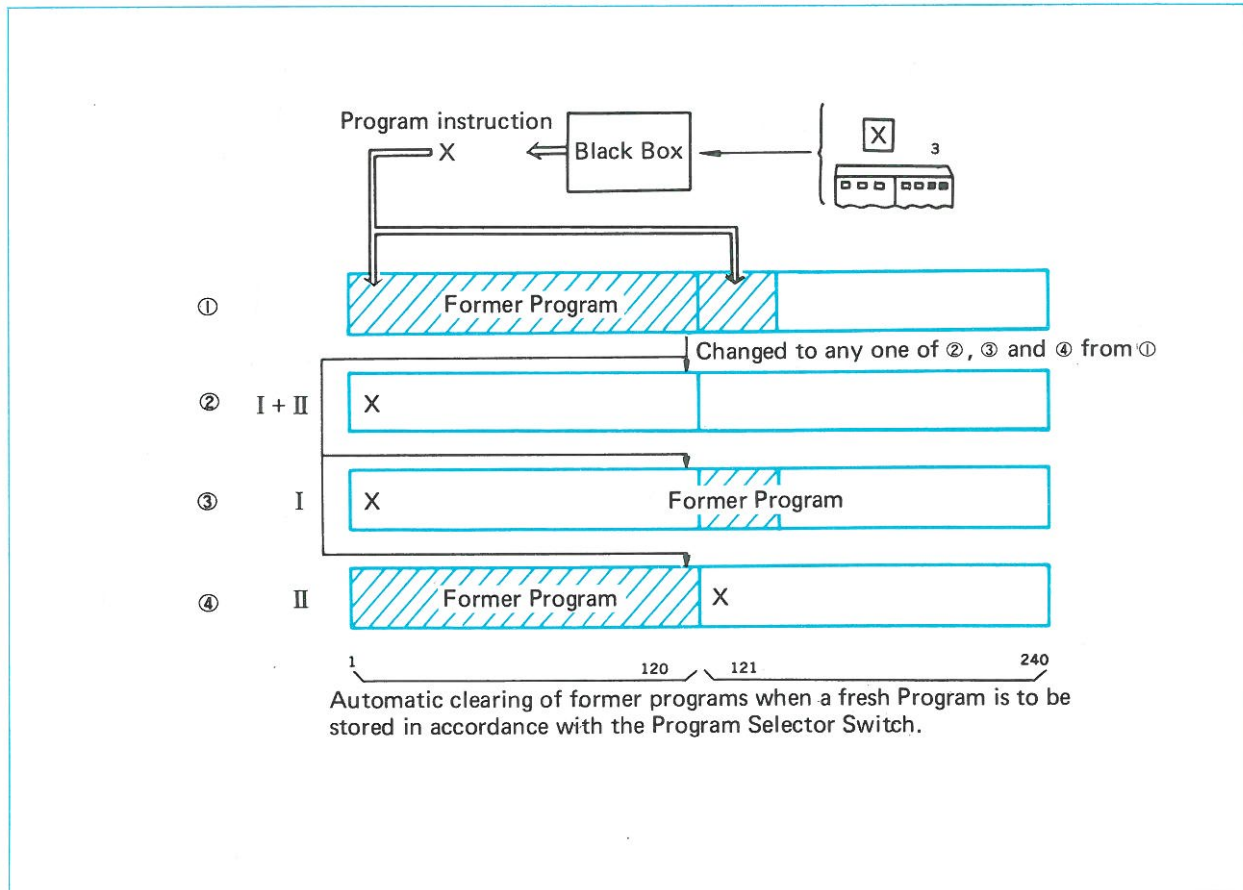 Program instruction
X
Black Box
X
3
① Former Program
Changed to any one of ②, ③ and ④ from ①
② I + II X
③ I X Former Program
④ II Former Program X
1 120 121 240
Automatic clearing of former programs when a fresh Program is to be
stored in accordance with the Program Selector Switch.